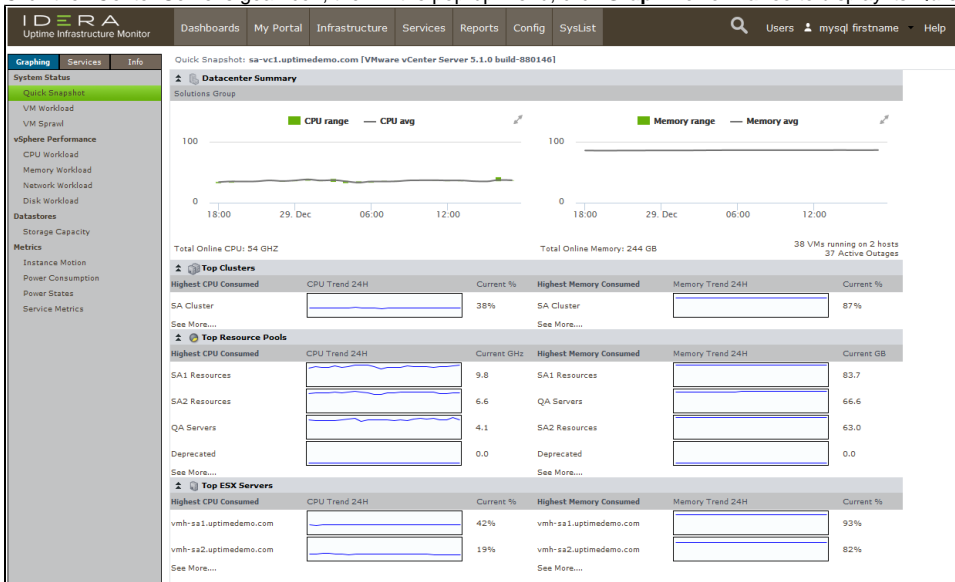 IDERA
Uptime Infrastructure Monitor
Dashboards My Portal Infrastructure Services Reports Config SysList Users mysql firstname Help
Graphing Services Info
System Status
Quick Snapshot
VM Workload
VM Sprawl
vSphere Performance
CPU Workload
Memory Workload
Network Workload
Disk Workload
Datastores
Storage Capacity
Metrics
Instance Motion
Power Consumption
Power States
Service Metrics
Quick Snapshot: sa-vc1.uptimedemo.com [VMware vCenter Server 5.1.0 build-880146]
Datacenter Summary
Solutions Group
CPU range CPU avg
100
0
18:00 29. Dec 06:00 12:00
Total Online CPU: 54 GHZ
Memory range Memory avg
100
0
18:00 29. Dec 06:00 12:00
Total Online Memory: 244 GB
38 VMs running on 2 hosts
37 Active Outages
Top Clusters
Highest CPU Consumed CPU Trend 24H Current % Highest Memory Consumed Memory Trend 24H Current %
SA Cluster 38% SA Cluster 87%
See More.... See More....
Top Resource Pools
Highest CPU Consumed CPU Trend 24H Current GHz Highest Memory Consumed Memory Trend 24H Current GB
SA1 Resources 9.8 SA1 Resources 83.7
SA2 Resources 6.6 QA Servers 66.6
QA Servers 4.1 SA2 Resources 63.0
Deprecated 0.0 Deprecated 0.0
See More.... See More....
Top ESX Servers
Highest CPU Consumed CPU Trend 24H Current % Highest Memory Consumed Memory Trend 24H Current %
vmh-sa1.uptimedemo.com 42% vmh-sa1.uptimedemo.com 93%
vmh-sa2.uptimedemo.com 19% vmh-sa2.uptimedemo.com 82%
See More.... See More....